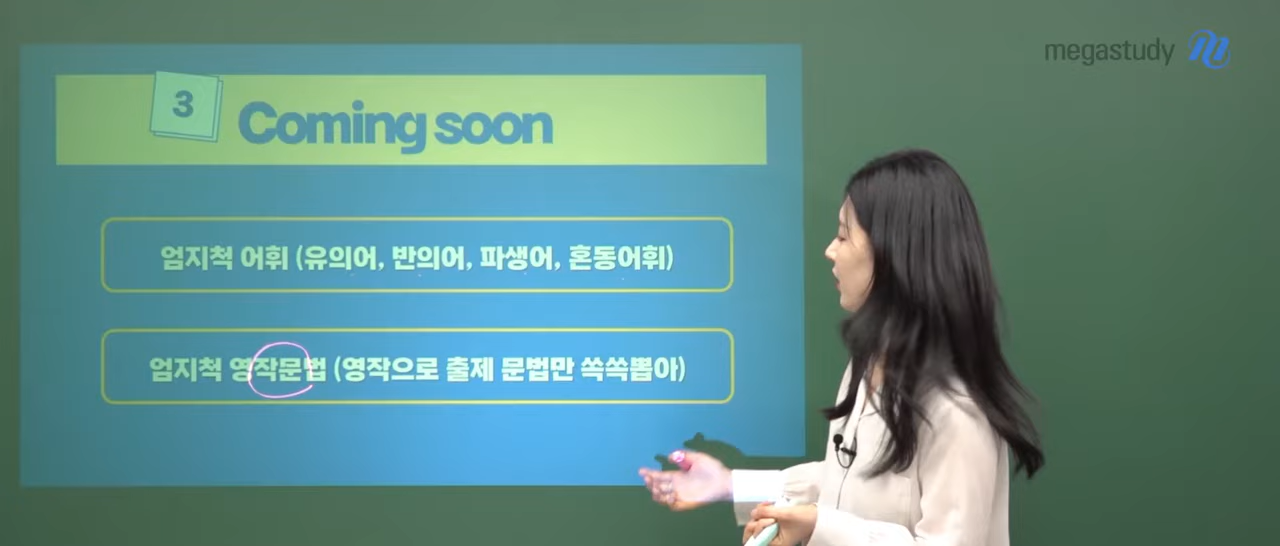 megastudy
3
Coming soon
엄지척 어휘 (유의어, 반의어, 파생어, 혼동어휘)
엄지척 영작문법 (영작으로 출제 문법만 쏙쏙뽑아)